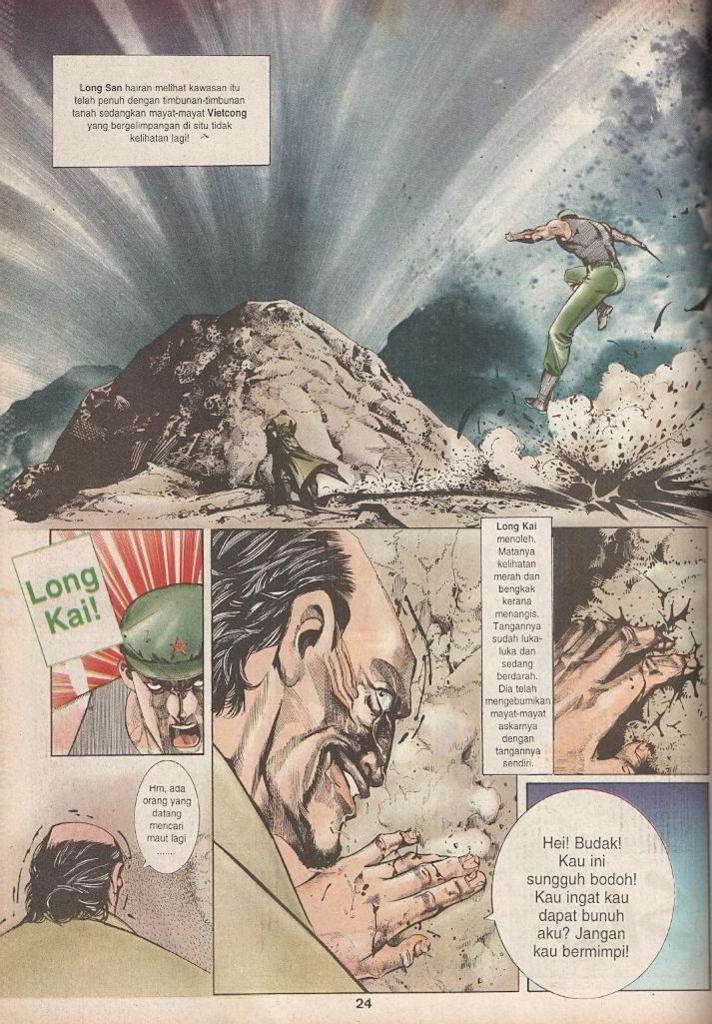 Long San hairan melihat kawasan itu
telah penuh dengan timbunan-timbunan
tanah sedangkan mayat-mayat Vietcong
yang bergelimpangan di situ tidak
kelihatan lagi!
Long
Kai!
Long Kai
menoleh.
Matanya
kelihatan
merah dan
bengkak
kerana
menangis.
Tangannya
sudah luka-
luka dan
sedang
berdarah.
Dia telah
mengebumikan
mayat-mayat
askarnya
dengan
tangannya
sendiri.
Hm, ada
orang yang
datang
mencari
maut lagi
.......
Hei! Budak!
Kau ini
sungguh bodoh!
Kau ingat kau
dapat bunuh
aku? Jangan
kau bermimpi!
24